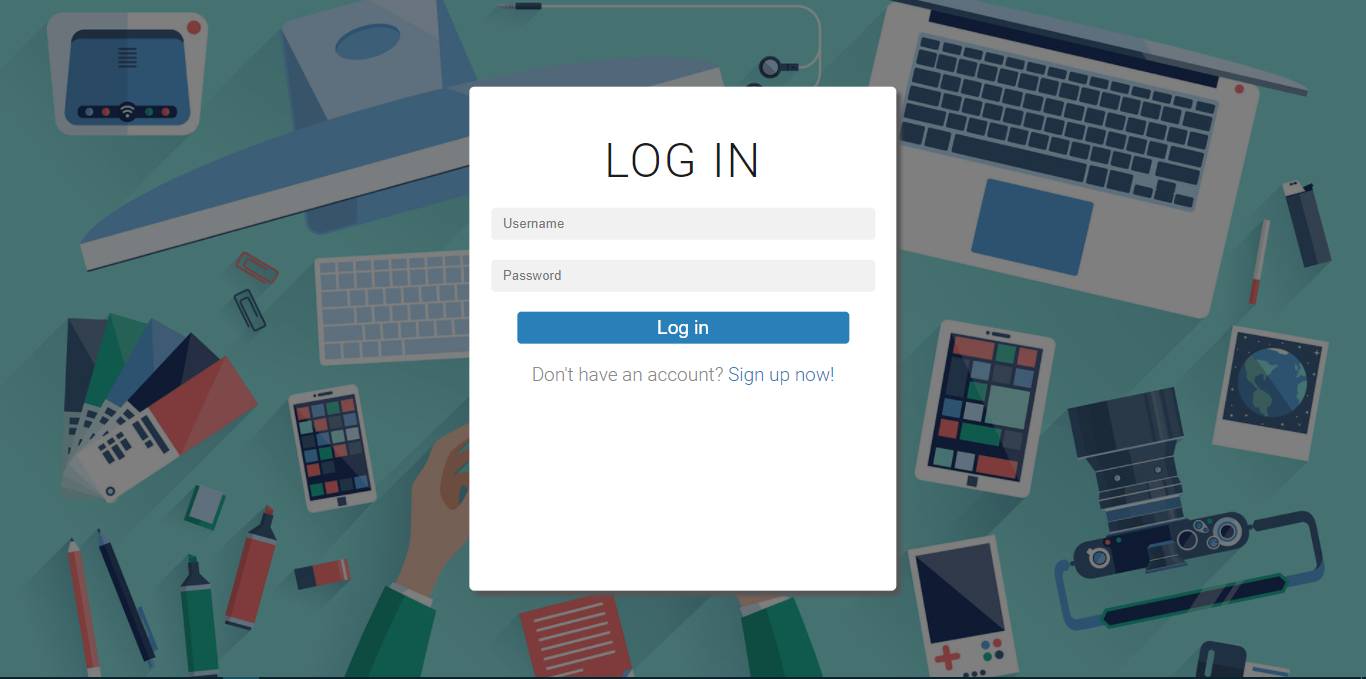 LOG IN
Username
Password
Log in
Don't have an account? Sign up now!